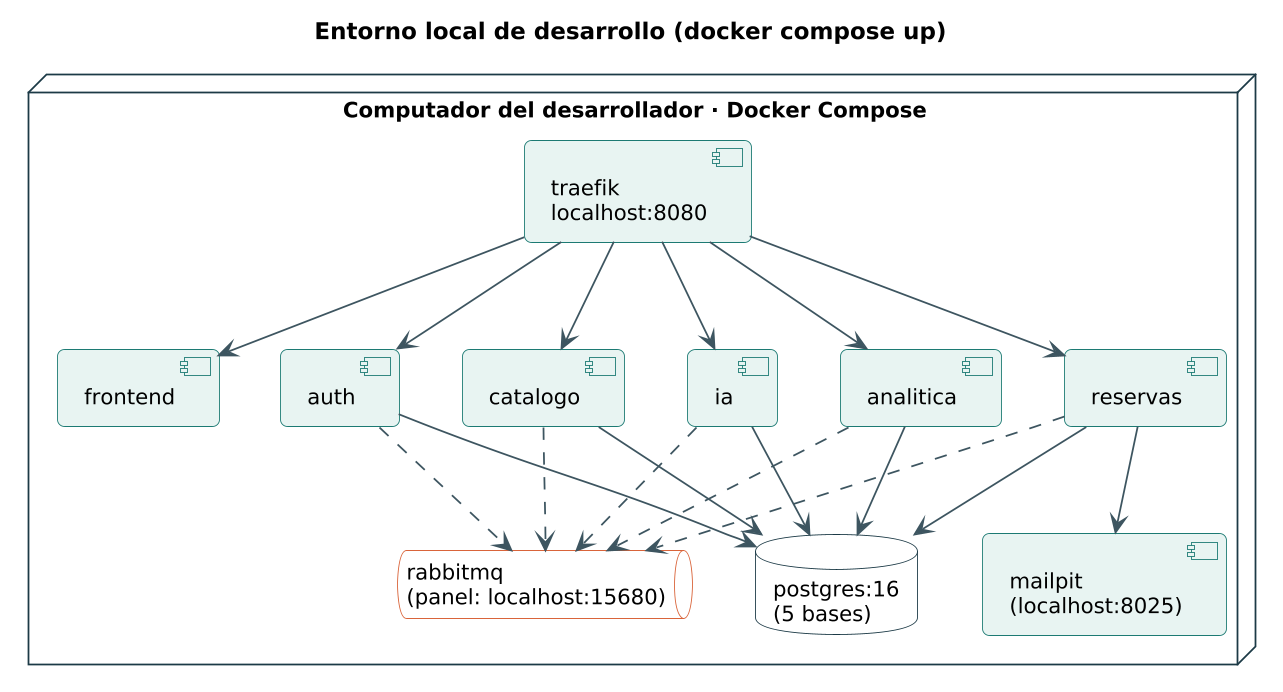 Entorno local de desarrollo (docker compose up)
Computador del desarrollador · Docker Compose
traefik
localhost:8080
frontend
auth
catalogo
ia
analitica
reservas
rabbitmq
(panel: localhost:15680)
postgres:16
(5 bases)
mailpit
(localhost:8025)